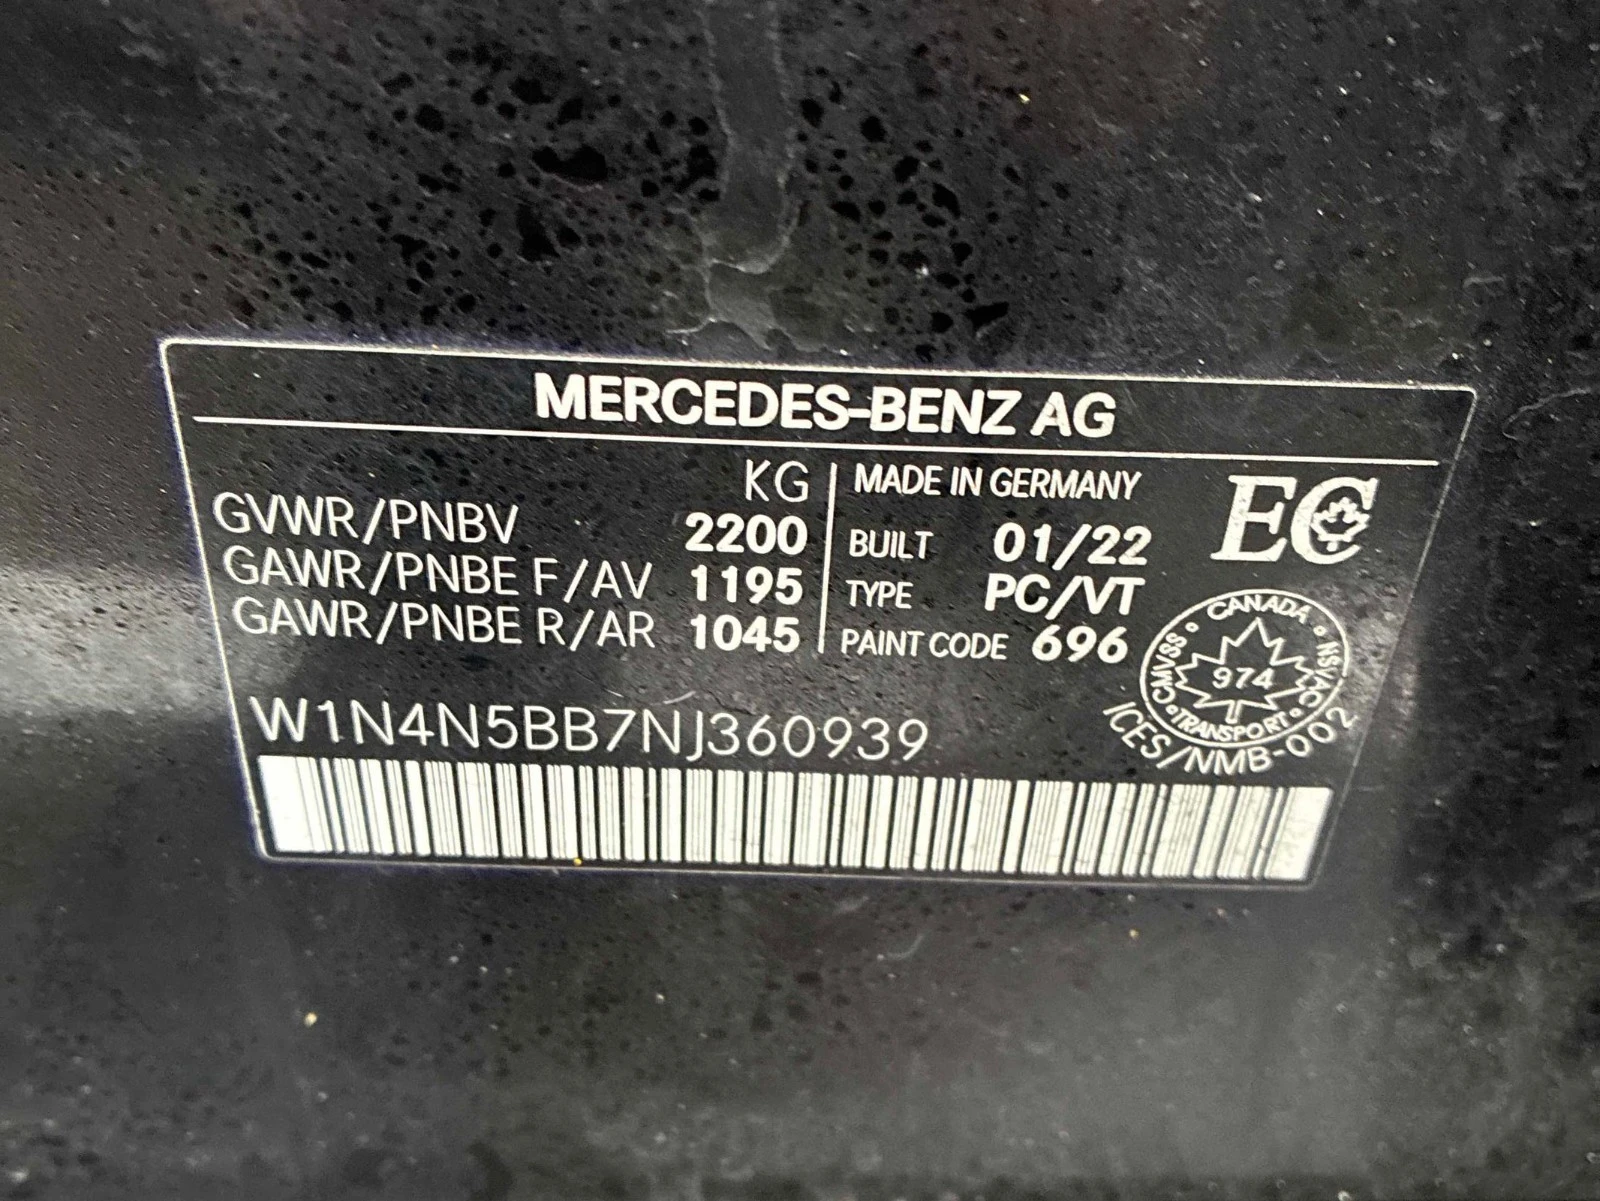 MERCEDES-BENZ AG
KG
GVWR/PNBV 2200
GAWR/PNBE F/AV 1195
GAWR/PNBE R/AR 1045
MADE IN GERMANY
BUILT 01/22
TYPE PC/VT
PAINT CODE 696
EC
CANADA
NSVAC
TRANSPORT
CMVSS
974
ICES/NMB-002
W1N4N5BB7NJ360939